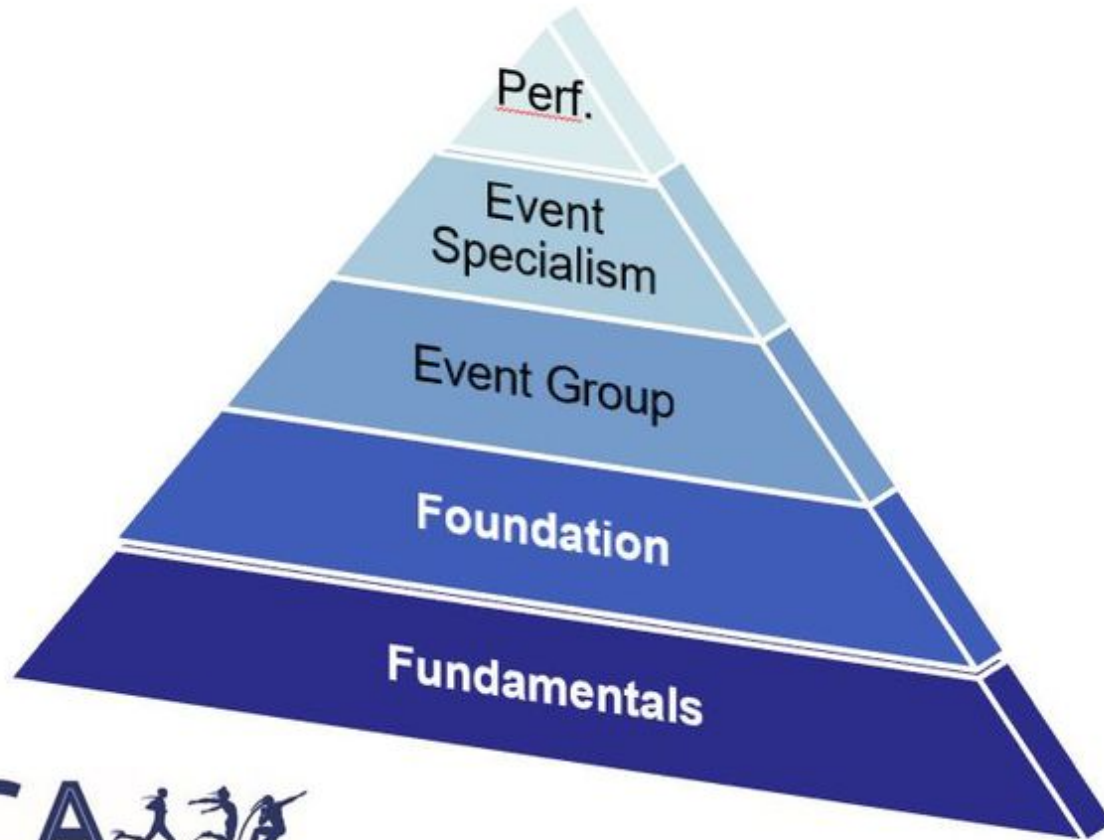 Perf.
Event
Specialism
Event Group
Foundation
Fundamentals